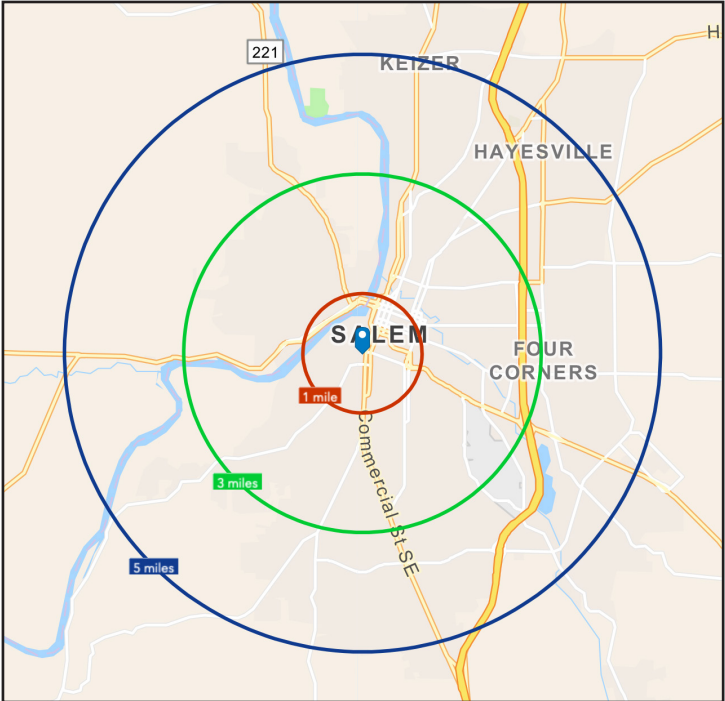 H
221
KEIZER
HAYESVILLE
SALEM
FOUR
CORNERS
1 mile
Commercial St SE
3 miles
5 miles